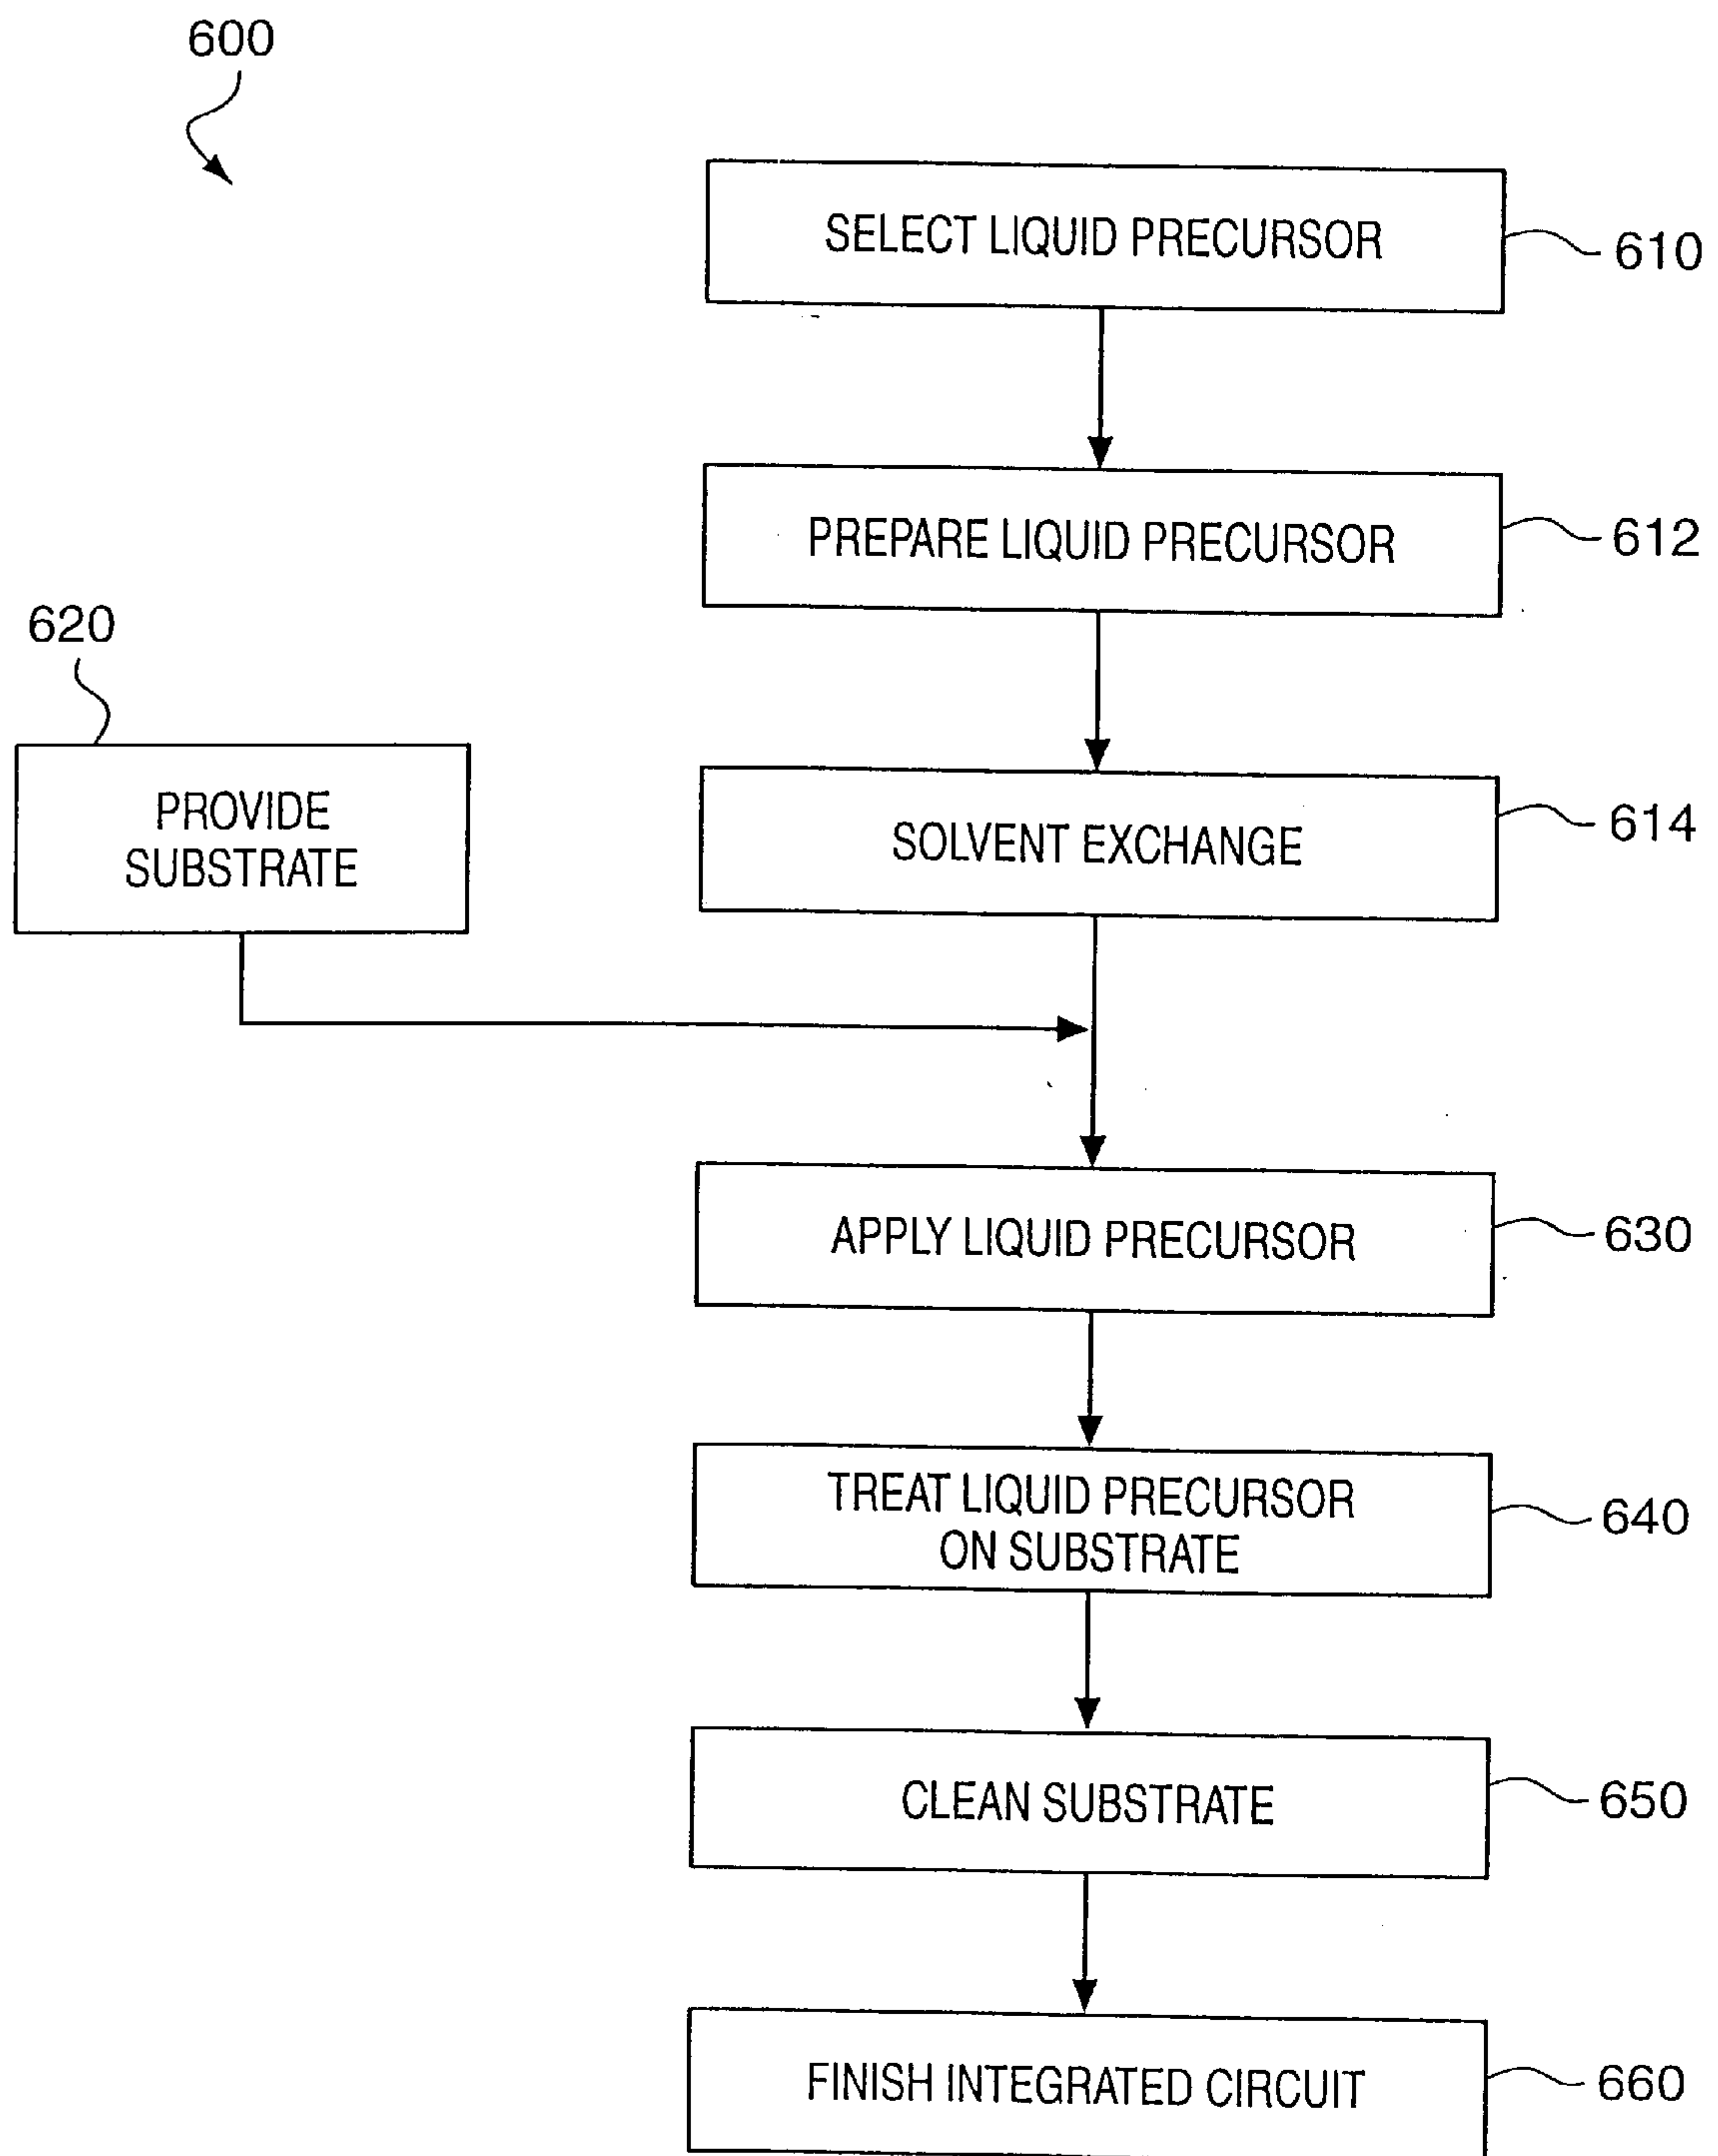 600
SELECT LIQUID PRECURSOR
610
PREPARE LIQUID PRECURSOR
612
620
PROVIDE
SUBSTRATE
SOLVENT EXCHANGE
614
APPLY LIQUID PRECURSOR
630
TREAT LIQUID PRECURSOR
ON SUBSTRATE
640
CLEAN SUBSTRATE
650
FINISH INTEGRATED CIRCUIT
660